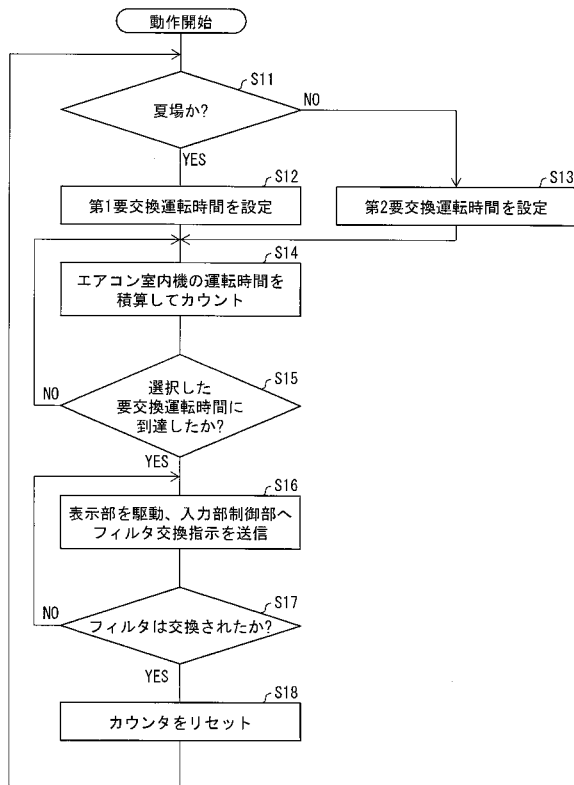 動作開始
S11
夏場か?
NO
YES
S12
第1要交換運転時間を設定
S13
第2要交換運転時間を設定
S14
エアコン室内機の運転時間を
積算してカウント
S15
選択した
要交換運転時間に
到達したか?
NO
YES
S16
表示部を駆動、入力部制御部へ
フィルタ交換指示を送信
S17
フィルタは交換されたか?
NO
YES
S18
カウンタをリセット